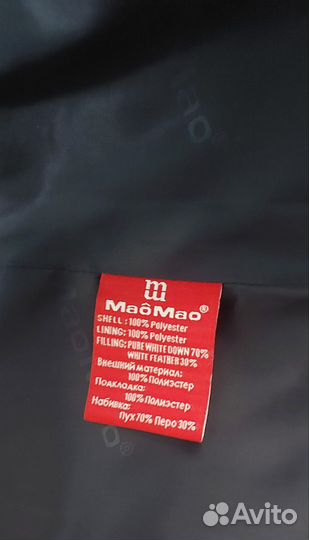 MaoMao®
SHELL: 100% Polyester
LINING: 100% Polyester
FILLING: PURE WHITE DOWN 70%
WHITE FEATHER 30%
Внешний материал:
100% Полиэстер
Подкладка:
100% Полиэстер
Набивка:
Пух 70% Перо 30%
Avito